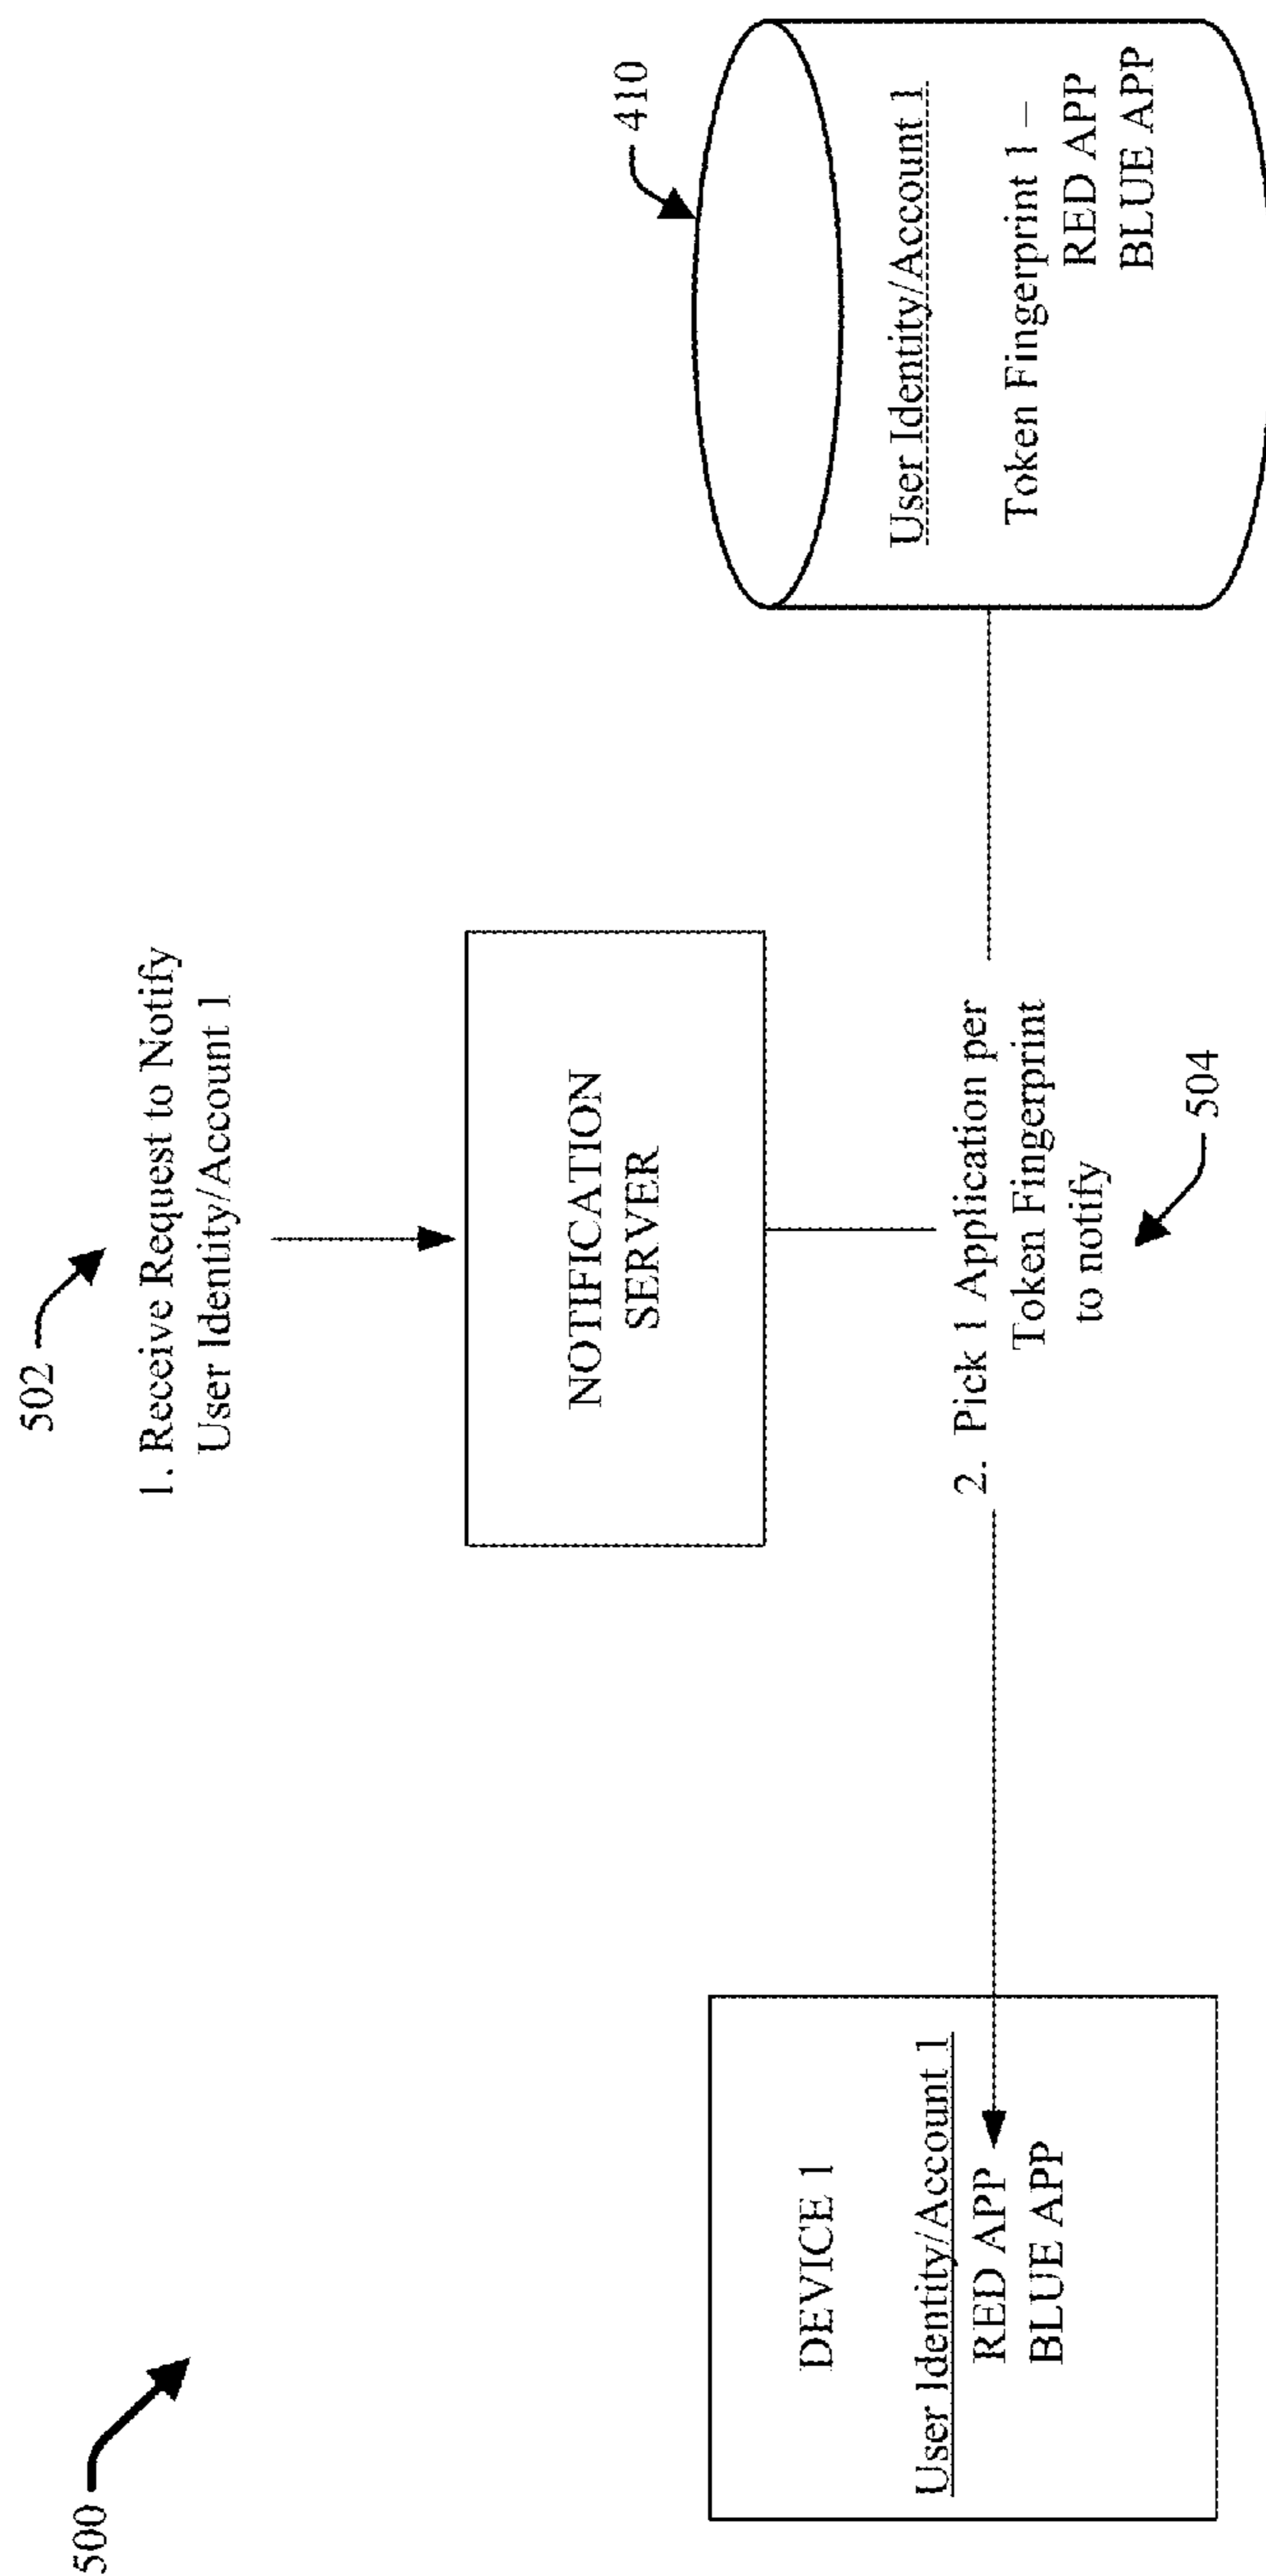 500
502
1. Receive Request to Notify
User Identity/Account 1
NOTIFICATION
SERVER
410
DEVICE 1
User Identity/Account 1
RED APP
BLUE APP
2. Pick 1 Application per
Token Fingerprint
to notify
504
User Identity/Account 1
Token Fingerprint 1 –
RED APP
BLUE APP